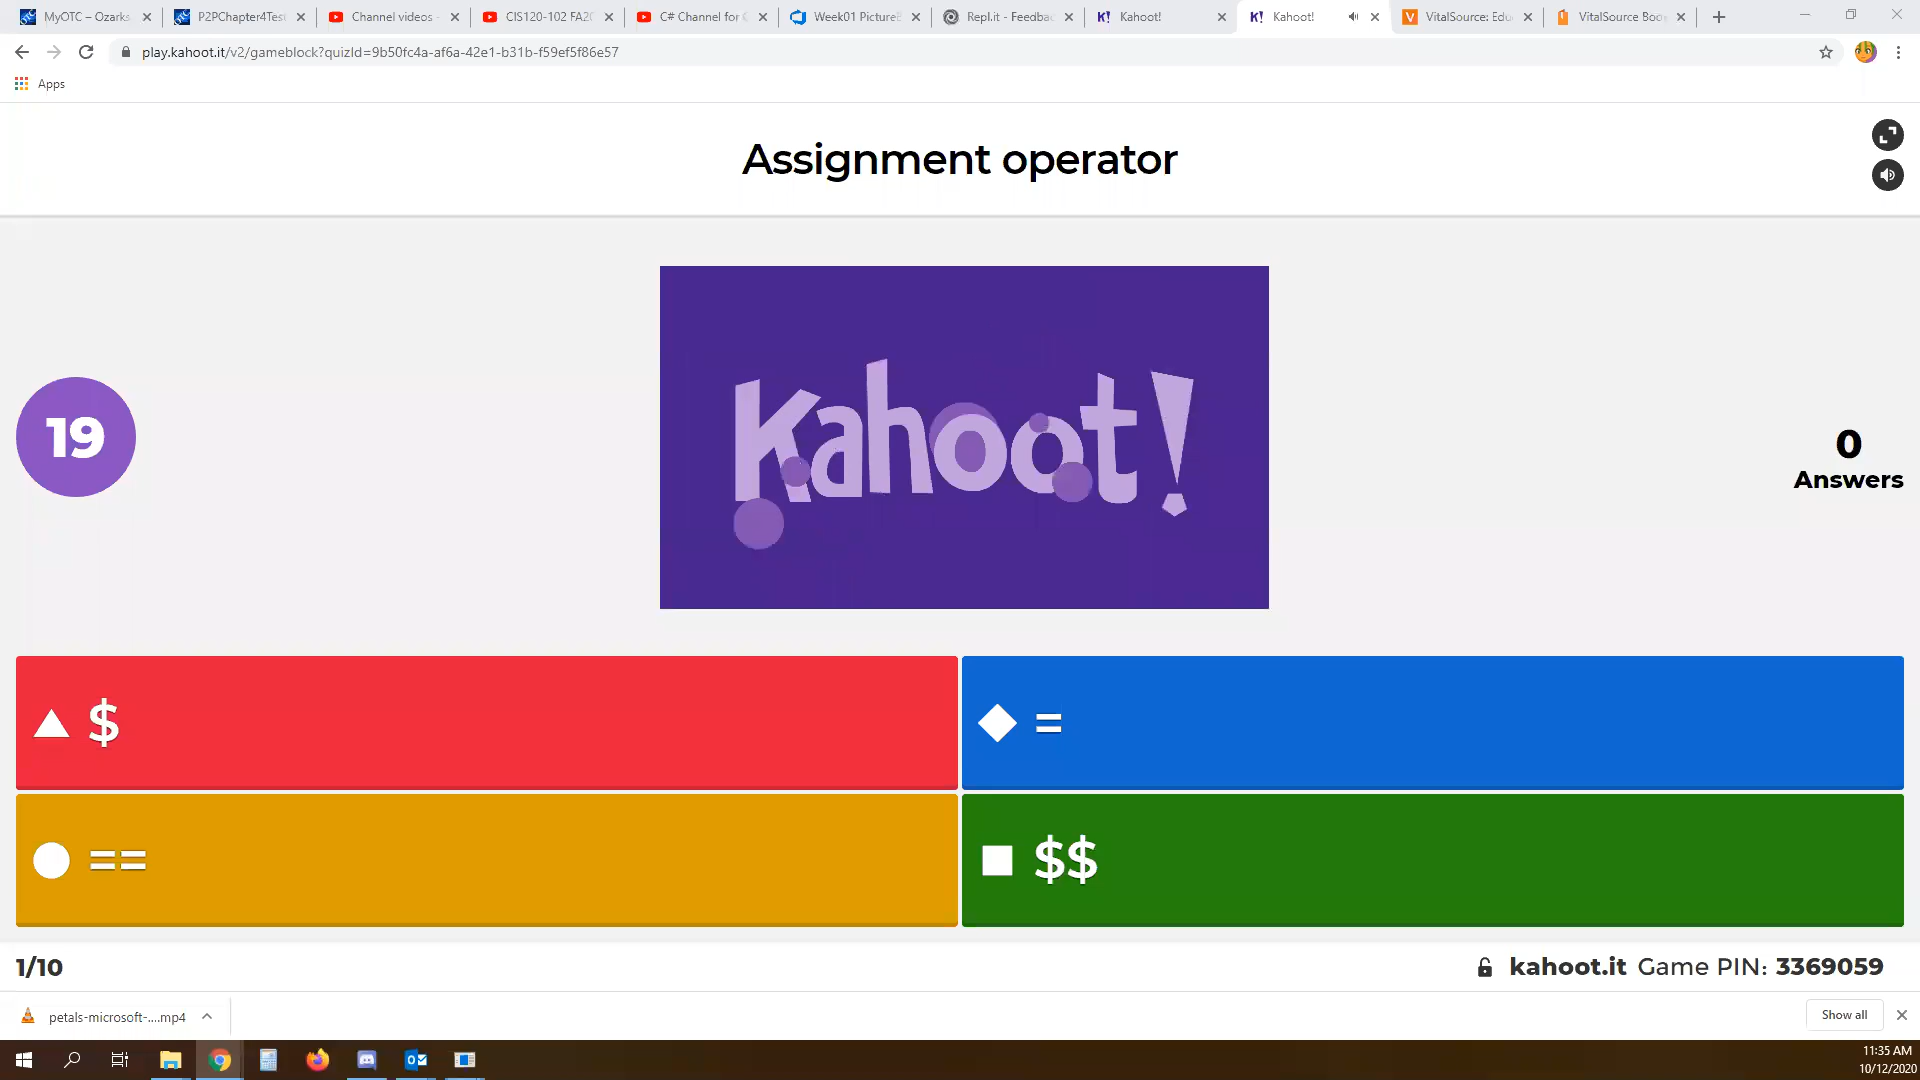 MyOTC – Ozarks
P2PChapter4Test
Channel videos -
CIS120-102 FA20
C# Channel for C
Week01 PictureB
Repl.it - Feedbac
Kahoot!
Kahoot!
VitalSource: Edu
VitalSource Boo
play.kahoot.it/v2/gameblock?quizId=9b50fc4a-af6a-42e1-b31b-f59ef5f86e57
Apps
Assignment operator
Kahoot!
19
0
Answers
$
=
==
$$
1/10
kahoot.it Game PIN: 3369059
petals-microsoft-....mp4
Show all
11:35 AM
10/12/2020